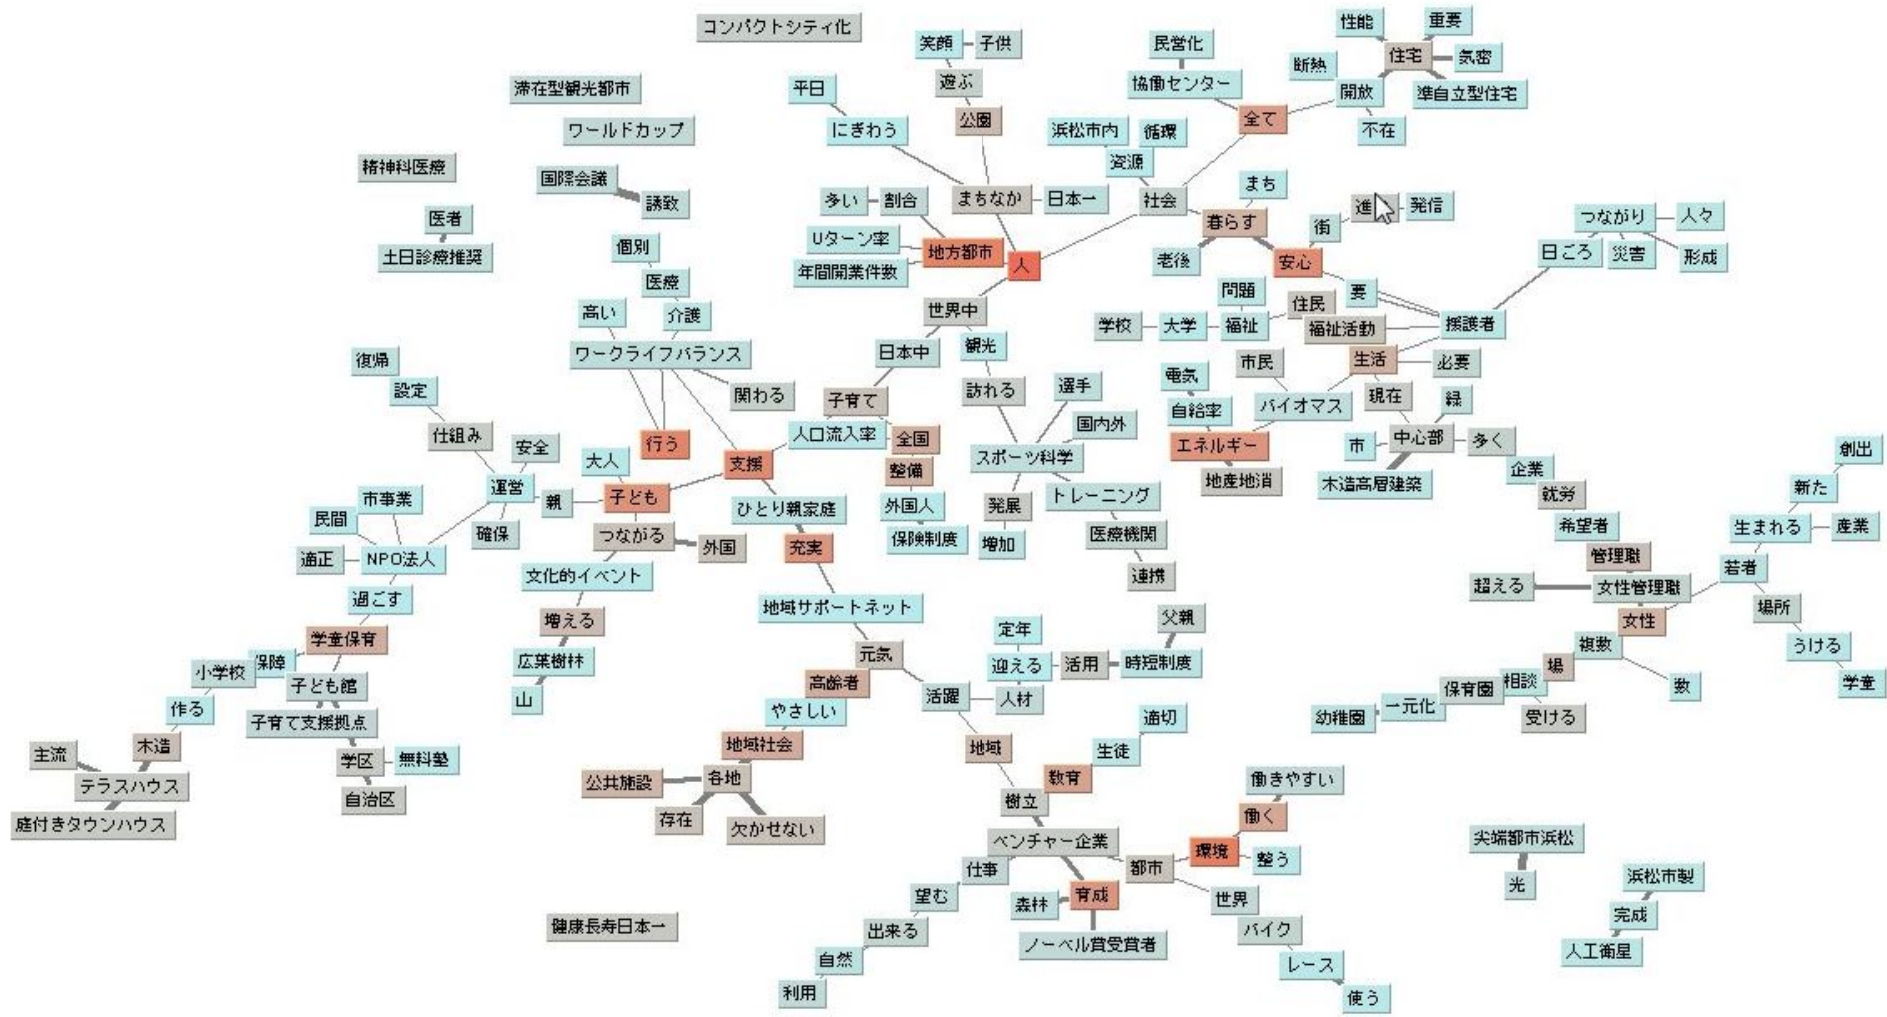 コンパクトシティ化
笑顔
子供
遊ぶ
公園
民営化
協働センター
性能
重要
住宅
気密
断熱
開放
準自立型住宅
不在
全て
滞在型観光都市
ワールドカップ
平日
にぎわう
浜松市内
循環
資源
精神科医療
国際会議
誘致
多い
割合
まちなか
日本一
社会
まち
暮らす
街
発信
つながり
人々
医者
土日診療推奨
個別
医療
Uターン率
地方都市
年間開業件数
人
老後
安心
日ごろ
災害
形成
高い
介護
世界中
問題
住民
要
学校
大学
福祉
福祉活動
援護者
ワークライフバランス
日本中
観光
市民
生活
必要
復帰
設定
関わる
子育て
訪れる
選手
電気
自給率
バイオマス
現在
緑
仕組み
安全
行う
支援
人口流入率
全国
国内外
エネルギー
市
中心部
多く
創出
大人
整備
スポーツ科学
地産地消
木造高層建築
企業
新た
市事業
運営
親
子ども
ひとり親家庭
外国人
発展
トレーニング
就労
民間
確保
つながる
外国
充実
保険制度
増加
医療機関
希望者
生まれる
産業
適正
NPO法人
文化的イベント
連携
管理職
若者
過ごす
増える
地域サポートネット
父親
超える
女性管理職
場所
学童保育
定年
女性
うける
小学校
保障
子ども館
広葉樹林
元気
迎える
活用
時短制度
複数
場
学童
作る
山
高齢者
活躍
人材
保育園
相談
数
子育て支援拠点
やさしい
適切
幼稚園
一元化
受ける
主流
木造
学区
無料塾
地域社会
地域
生徒
テラスハウス
自治区
公共施設
各地
教育
働きやすい
庭付きタウンハウス
存在
欠かせない
樹立
働く
ベンチャー企業
環境
整う
尖端都市浜松
仕事
都市
光
浜松市製
望む
森林
育成
世界
完成
健康長寿日本一
出来る
ノーベル賞受賞者
バイク
人工衛星
自然
レース
利用
使う